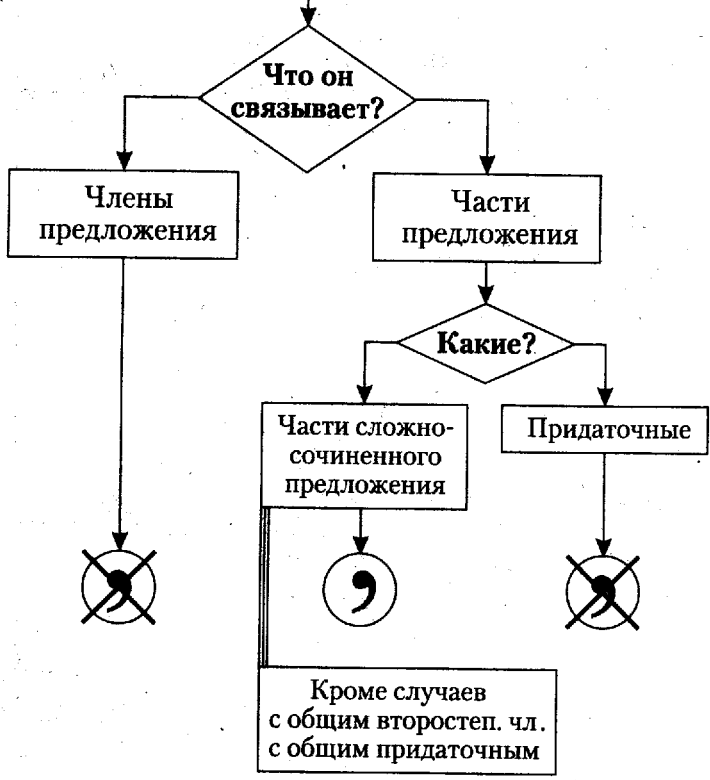 Что он
связывает?
Члены
предложения
Части
предложения
Какие?
Части сложно-
сочиненного
предложения
Придаточные
,
,
,
Кроме случаев
с общим второстеп. чл.
с общим придаточным